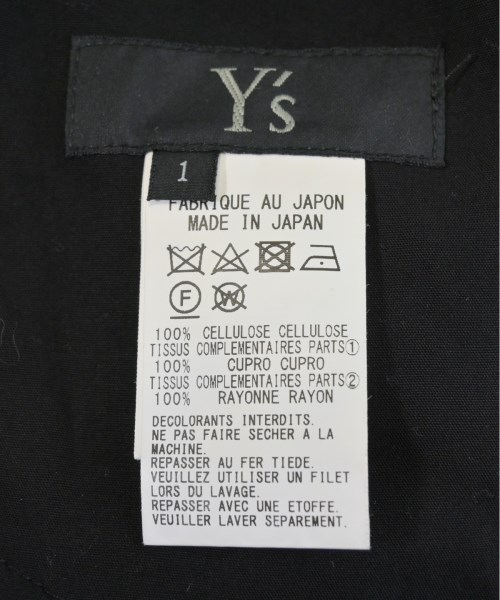 Y's
1
FABRIQUE AU JAPON
MADE IN JAPAN
F W
100% CELLULOSE CELLULOSE
TISSUS COMPLEMENTAIRES PARTS①
100% CUPRO CUPRO
TISSUS COMPLEMENTAIRES PARTS②
100% RAYONNE RAYON
DECOLORANTS INTERDITS.
NE PAS FAIRE SECHER A LA
MACHINE.
REPASSER AU FER TIEDE.
VEUILLEZ UTILISER UN FILET
LORS DU LAVAGE.
REPASSER AVEC UNE ETOFFE.
VEUILLER LAVER SEPAREMENT.